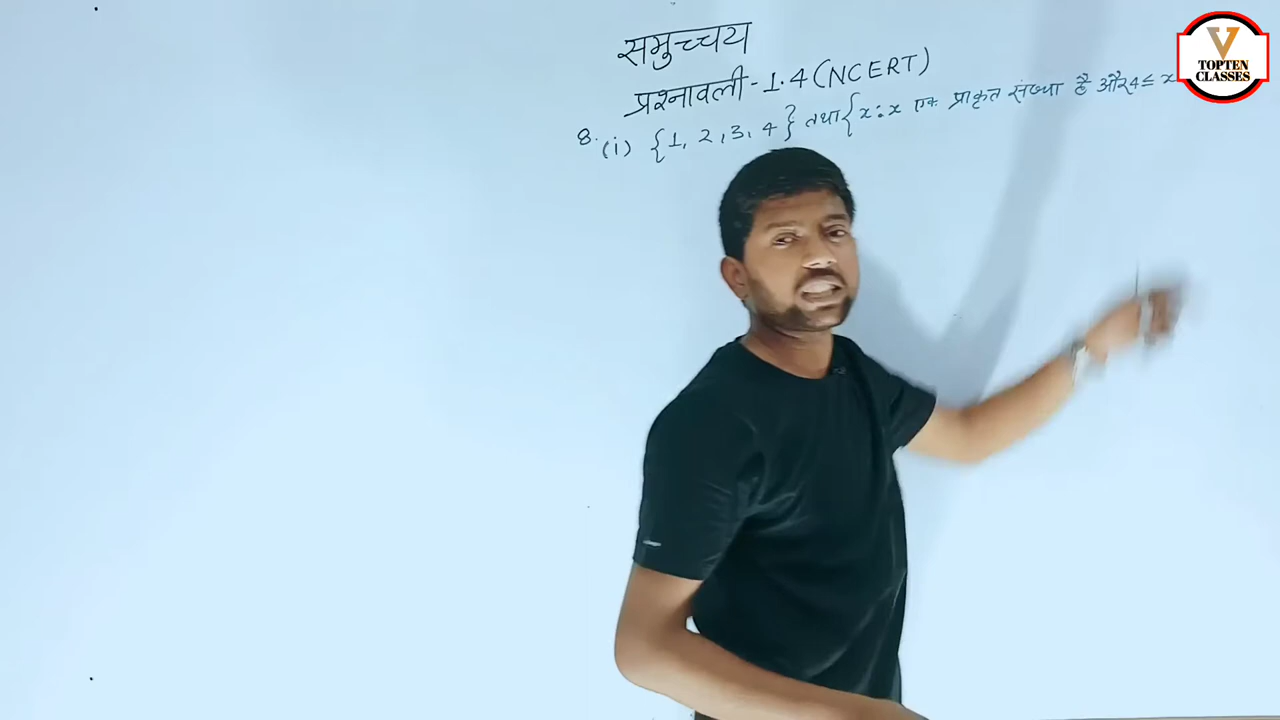 समुच्चय
प्रश्नावली-1.4(NCERT)
8. (i) {1, 2, 3, 4} तथा {x:x एक प्राकृत संख्या है और 4 ≤ x
V
TOPTEN
CLASSES